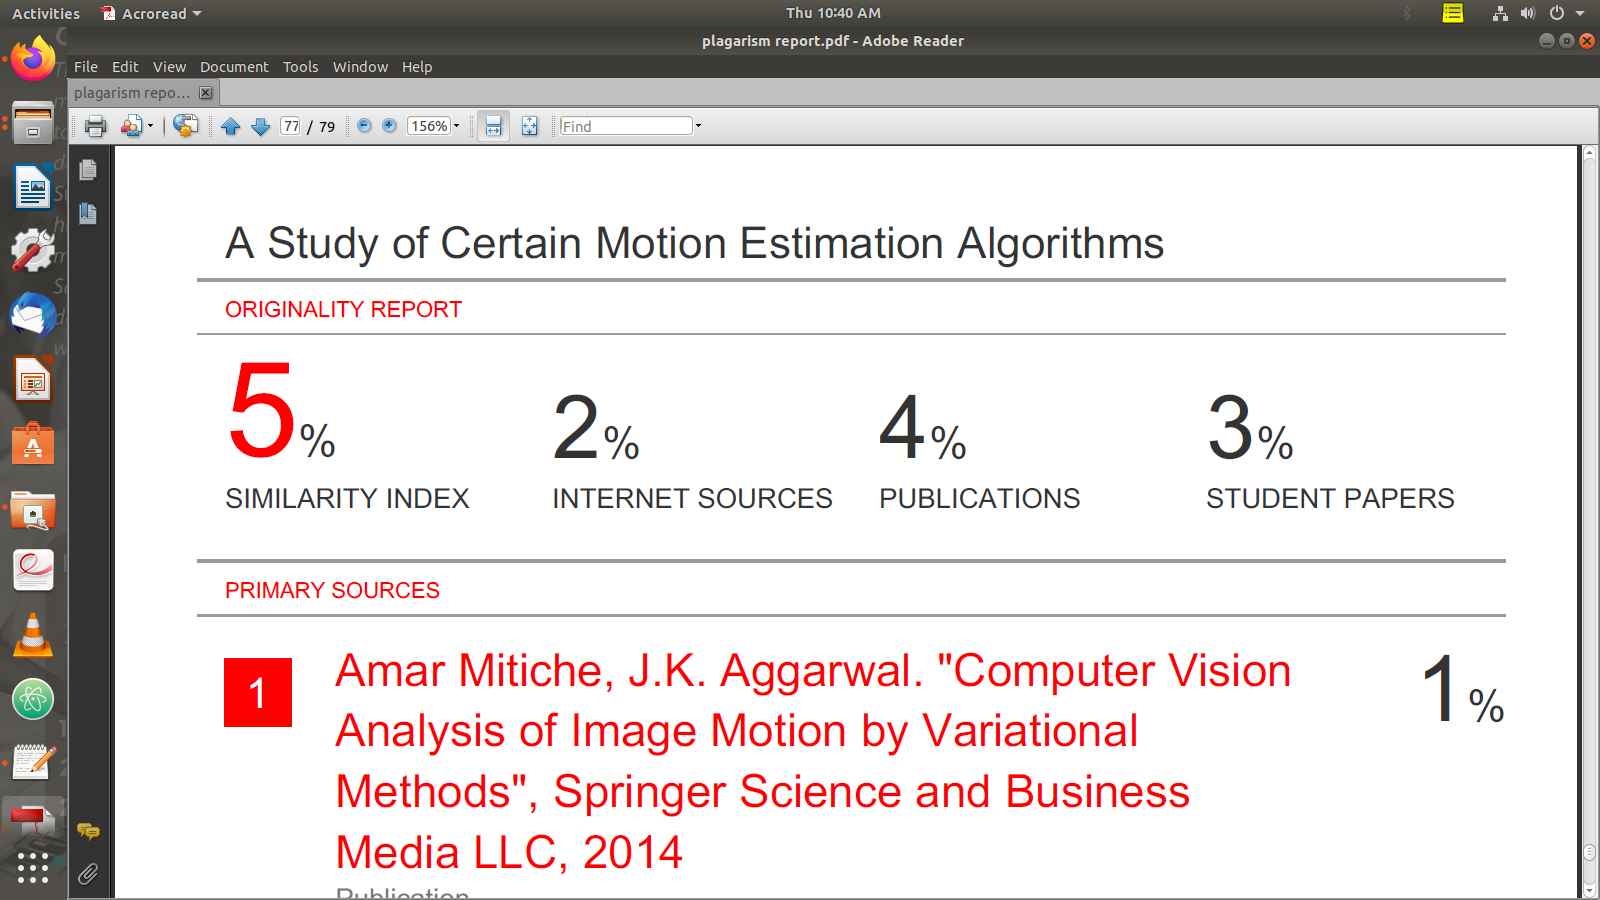 Activities Acroread Thu 10:40 AM
plagarism report.pdf - Adobe Reader
File Edit View Document Tools Window Help
plagarism repo...
77 / 79 156% Find
A Study of Certain Motion Estimation Algorithms
ORIGINALITY REPORT
5% 2% 4% 3%
SIMILARITY INDEX INTERNET SOURCES PUBLICATIONS STUDENT PAPERS
PRIMARY SOURCES
1 Amar Mitiche, J.K. Aggarwal. "Computer Vision 1%
Analysis of Image Motion by Variational
Methods", Springer Science and Business
Media LLC, 2014
Publication